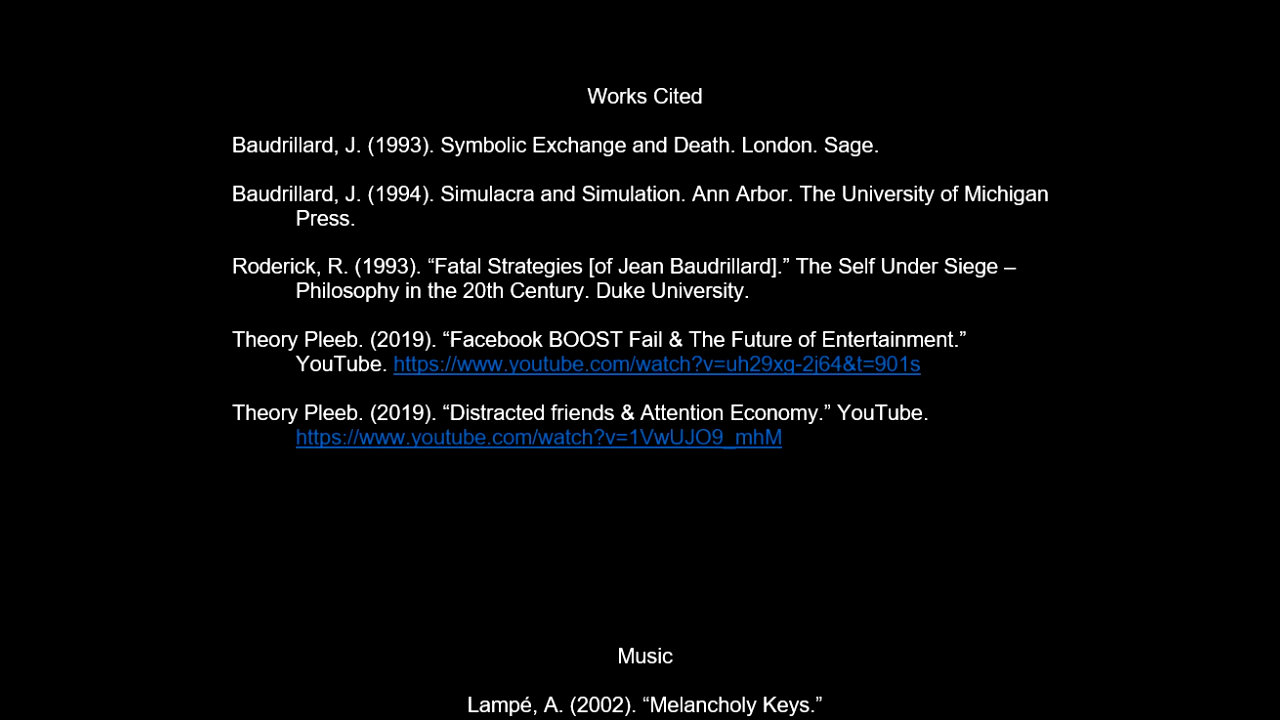 Works Cited
Baudrillard, J. (1993). Symbolic Exchange and Death. London. Sage.
Baudrillard, J. (1994). Simulacra and Simulation. Ann Arbor. The University of Michigan
Press.
Roderick, R. (1993). “Fatal Strategies [of Jean Baudrillard].” The Self Under Siege –
Philosophy in the 20th Century. Duke University.
Theory Pleeb. (2019). “Facebook BOOST Fail & The Future of Entertainment.”
YouTube. https://www.youtube.com/watch?v=uh29xg-2j64&t=901s
Theory Pleeb. (2019). “Distracted friends & Attention Economy.” YouTube.
https://www.youtube.com/watch?v=1VwUJO9_mhM
Music
Lampé, A. (2002). “Melancholy Keys.”